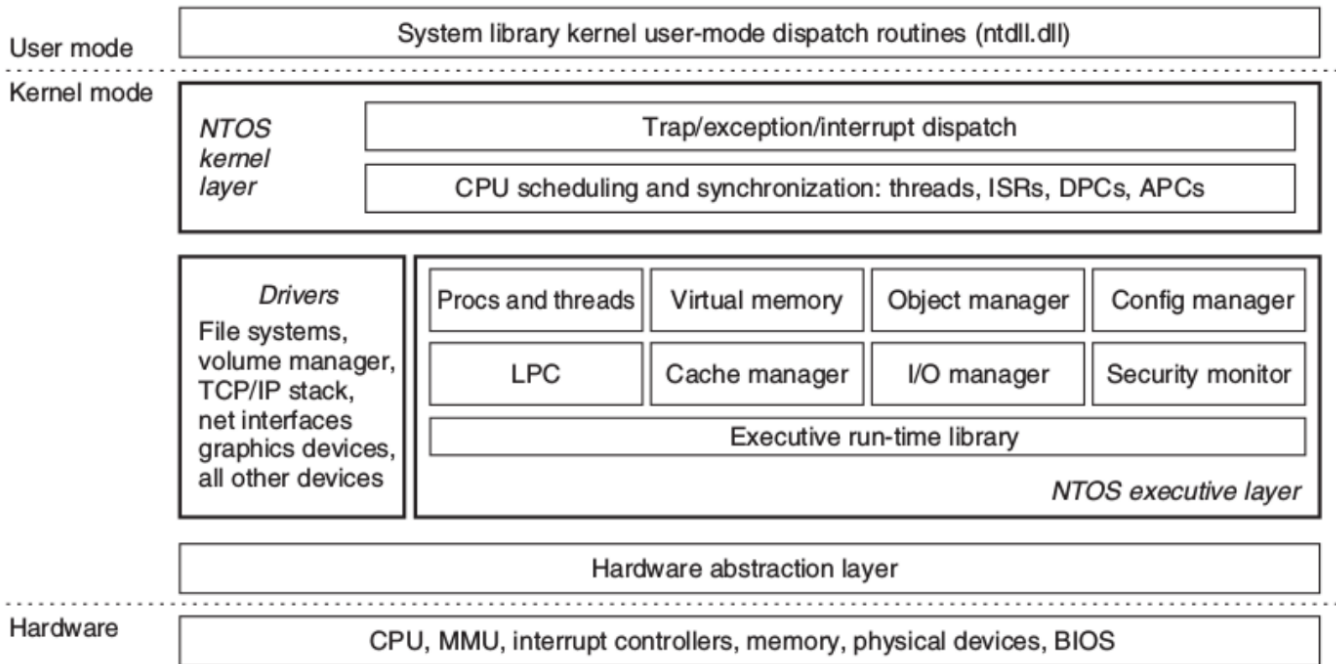 System library kernel user-mode dispatch routines (ntdll.dll)
User mode
Kernel mode
NTOS
kernel
layer
Trap/exception/interrupt dispatch
CPU scheduling and synchronization: threads, ISRs, DPCs, APCs
Drivers
File systems,
volume manager,
TCP/IP stack,
net interfaces
graphics devices,
all other devices
Procs and threads
Virtual memory
Object manager
Config manager
LPC
Cache manager
I/O manager
Security monitor
Executive run-time library
NTOS executive layer
Hardware abstraction layer
Hardware
CPU, MMU, interrupt controllers, memory, physical devices, BIOS